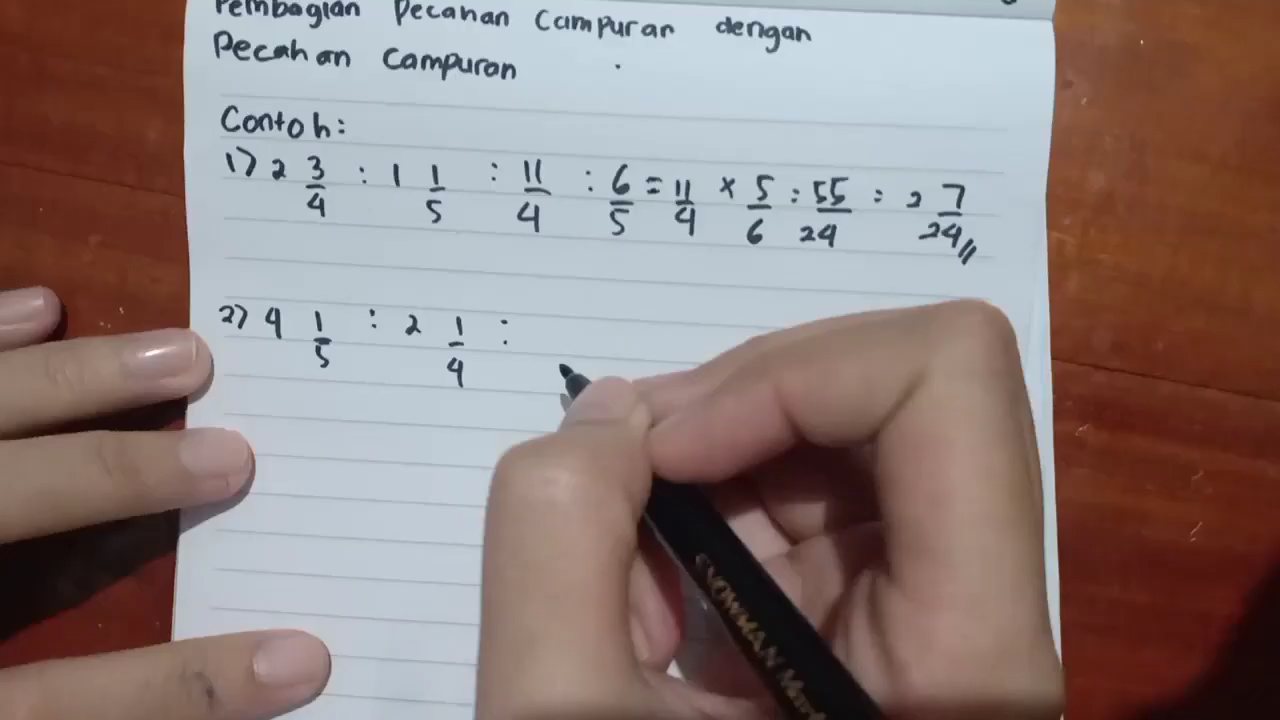 Pembagian Pecahan Campuran dengan
Pecahan Campuran
Contoh:
1) 2 3/4 : 1 1/5 : 11/4 : 6/5 = 11/4 × 5/6 : 55/24 : 2 7/24 //
2) 4 1/5 : 2 1/4 :
SNOWMAN